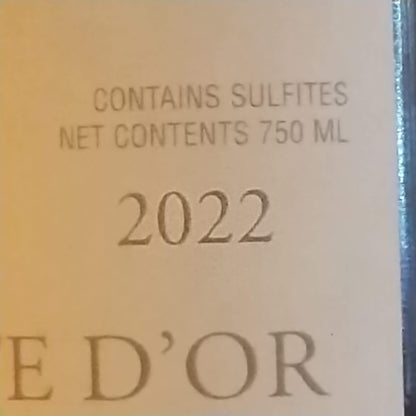 CONTAINS SULFITES
NET CONTENTS 750 ML
2022
E D'OR